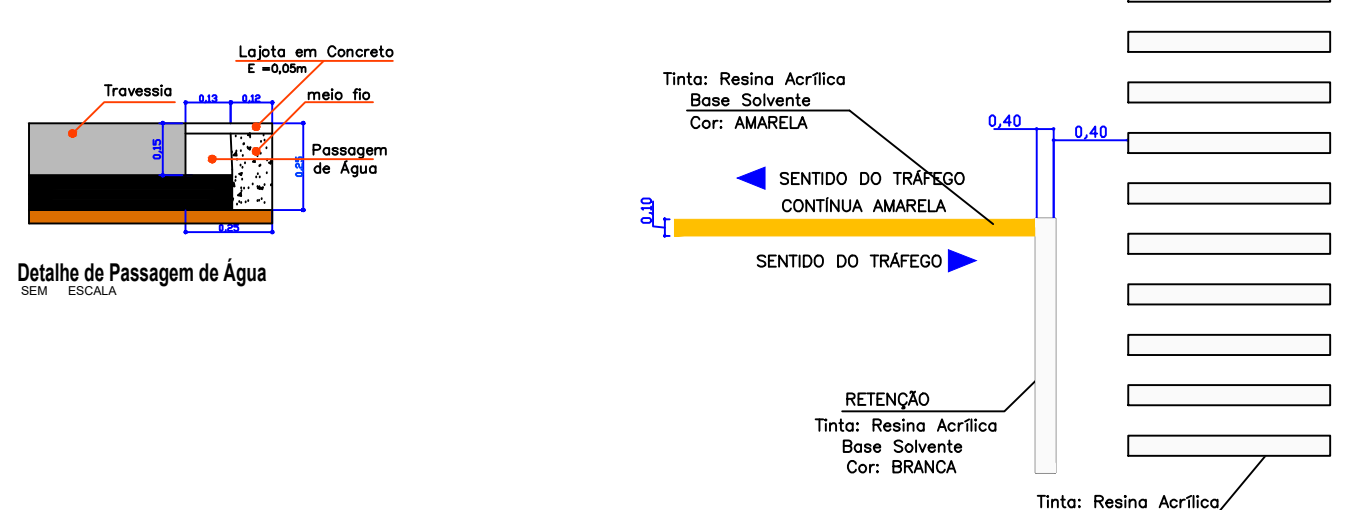 Lajota em Concreto
E =0,05m
Travessia
0,13
0,12
meio fio
0,15
Passagem
de Água
0,25
0,25
Detalhe de Passagem de Água
SEM ESCALA
Tinta: Resina Acrílica
Base Solvente
Cor: AMARELA
0,40
0,40
SENTIDO DO TRÁFEGO
CONTÍNUA AMARELA
0,10
SENTIDO DO TRÁFEGO
RETENÇÃO
Tinta: Resina Acrílica
Base Solvente
Cor: BRANCA
Tinta: Resina Acrílica